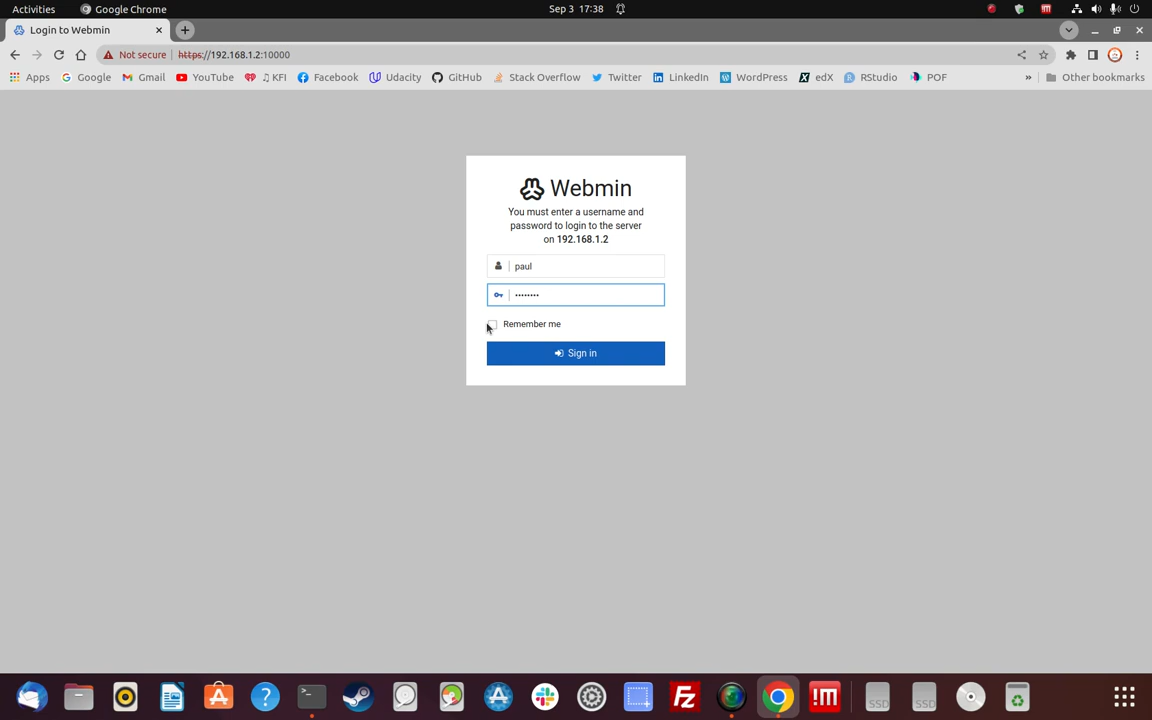 Activities
Google Chrome
Sep 3 17:38
Login to Webmin
Not secure
https://192.168.1.2:10000
Apps
Google
Gmail
YouTube
♫ KFI
Facebook
Udacity
GitHub
Stack Overflow
Twitter
LinkedIn
WordPress
edX
RStudio
POF
»
Other bookmarks
Webmin
You must enter a username and
password to login to the server
on 192.168.1.2
paul
••••••••
Remember me
Sign in
!M
Fz
SSD
SSD